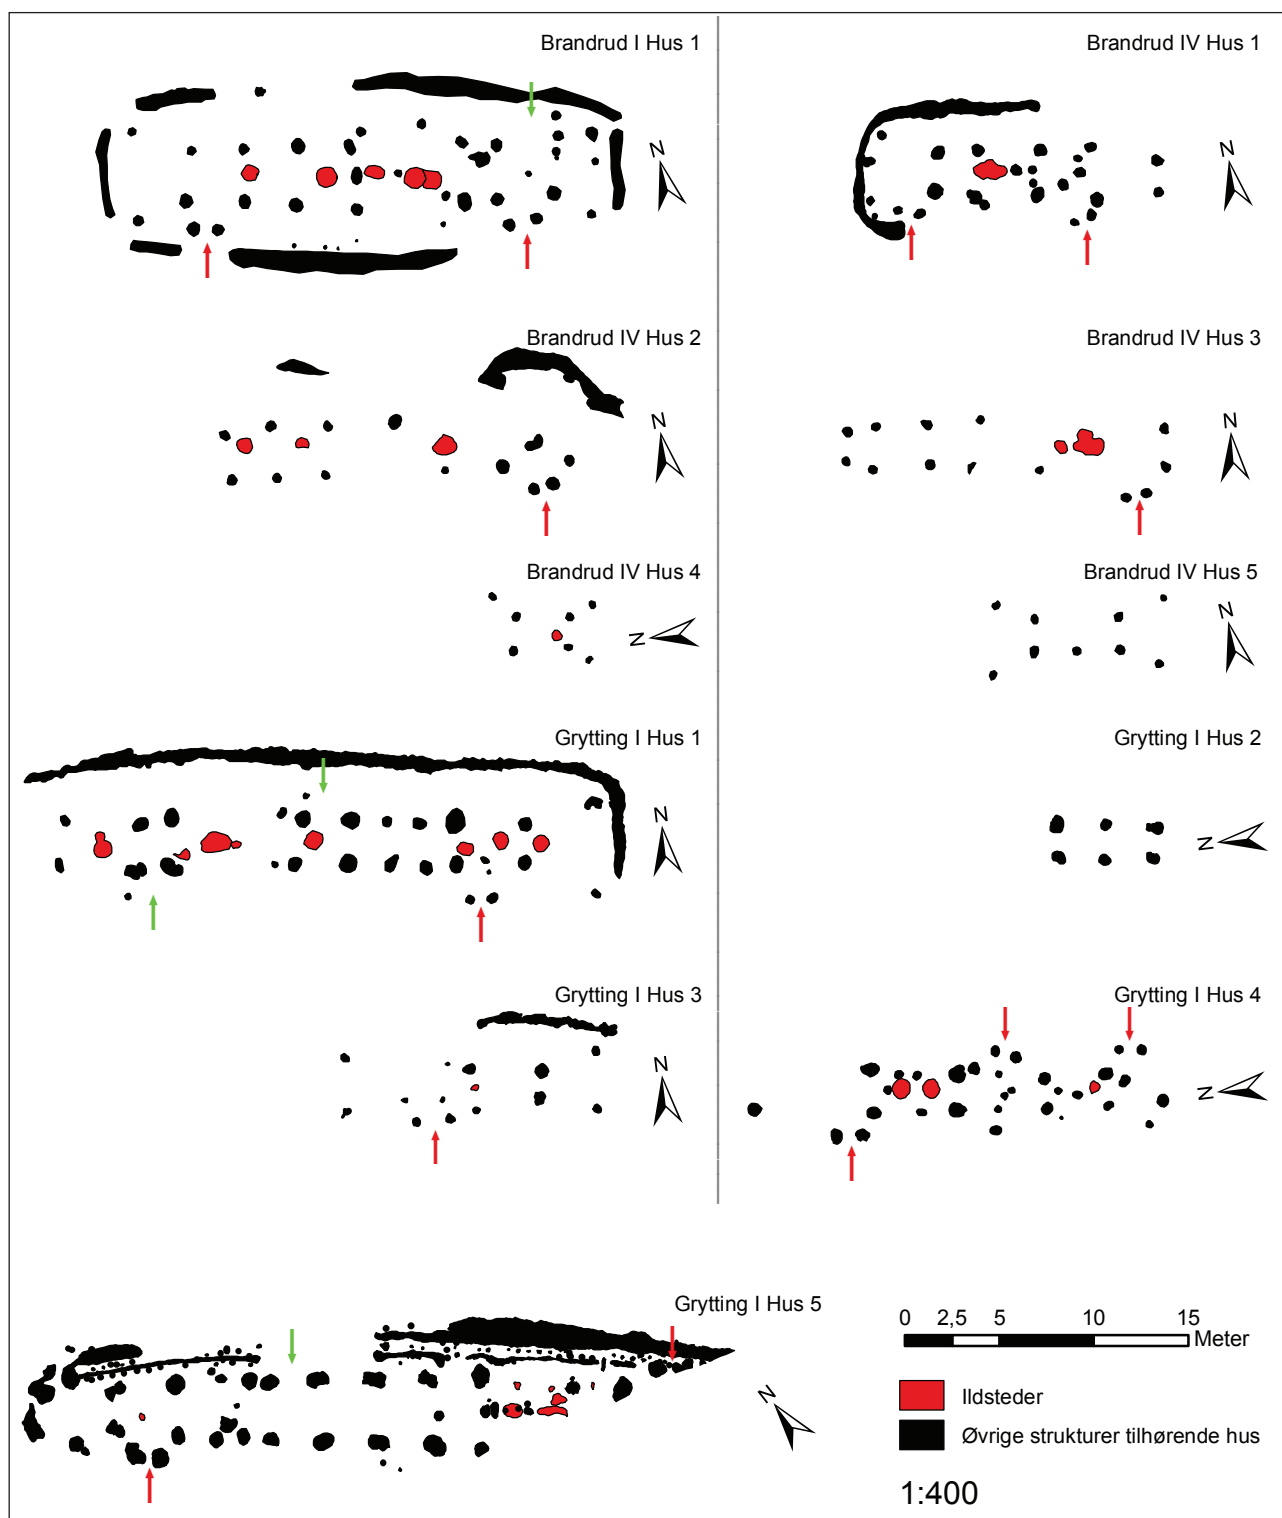 Brandrud I Hus 1
N
Brandrud IV Hus 1
N
Brandrud IV Hus 2
N
Brandrud IV Hus 3
N
Brandrud IV Hus 4
N
Brandrud IV Hus 5
N
Grytting I Hus 1
N
Grytting I Hus 2
N
Grytting I Hus 3
N
Grytting I Hus 4
N
Grytting I Hus 5
N
0 2,5 5 10 15
Meter
Ildsteder
Øvrige strukturer tilhørende hus
1:400